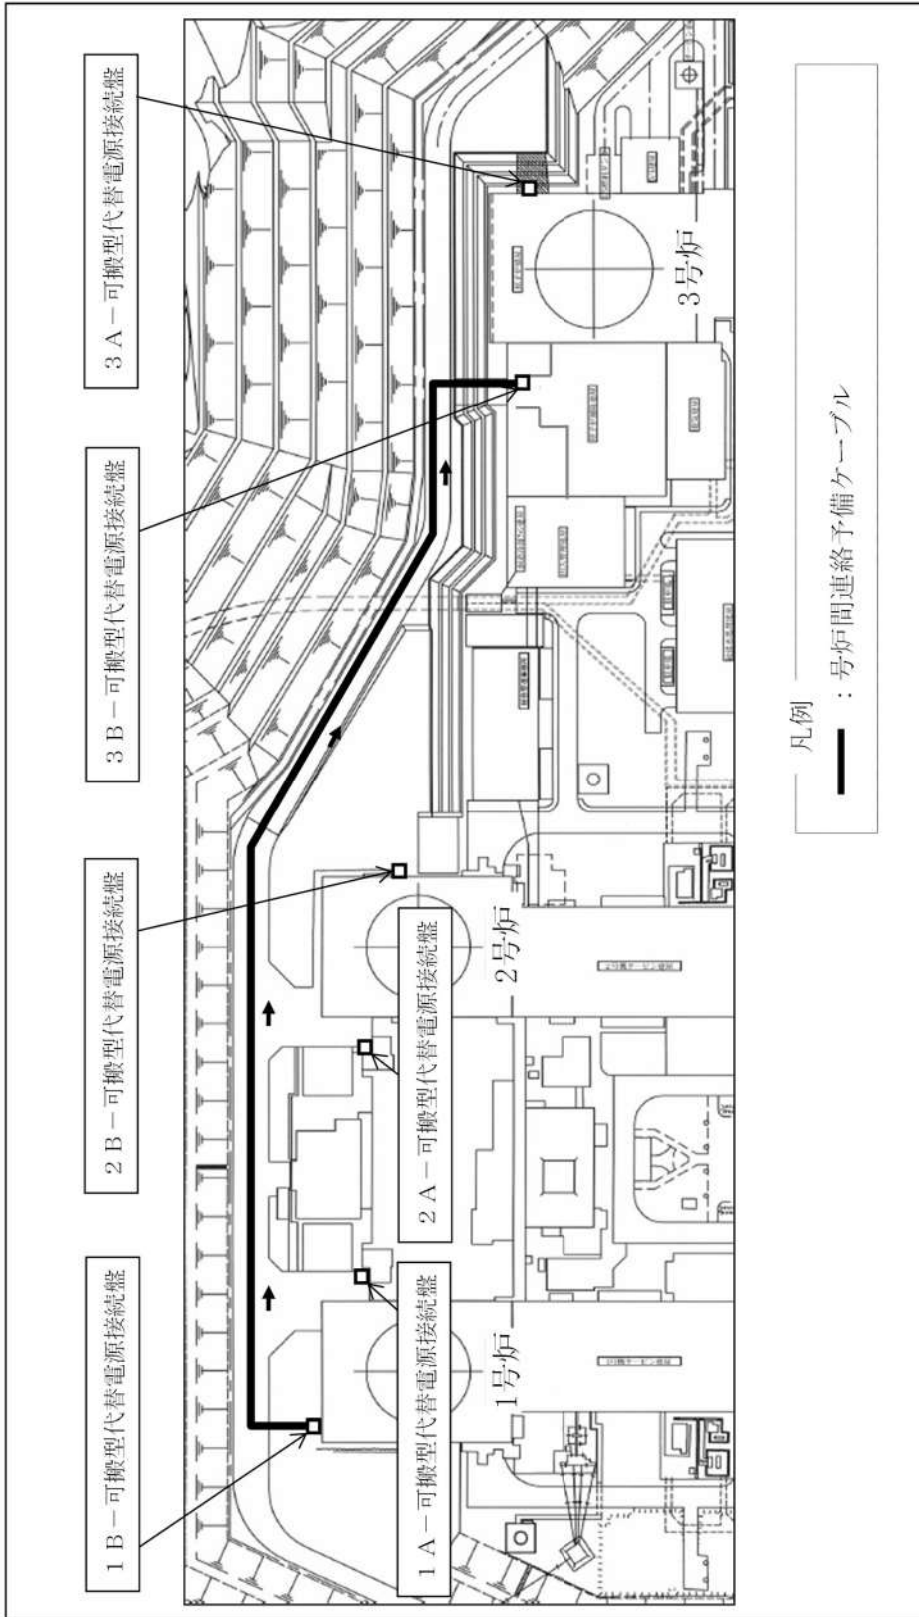 1B－可搬型代替電源接続盤
2B－可搬型代替電源接続盤
3B－可搬型代替電源接続盤
3A－可搬型代替電源接続盤
1A－可搬型代替電源接続盤
2A－可搬型代替電源接続盤
1号炉
2号炉
3号炉
凡例
：号炉間連絡予備ケーブル